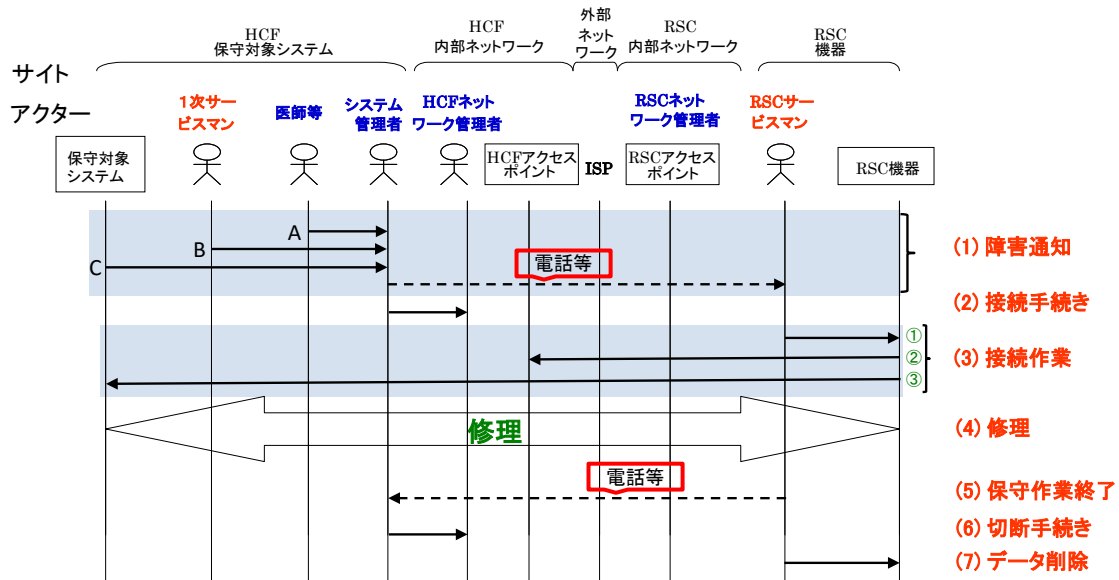 HCF
保守対象システム
HCF
内部ネットワーク
外部
ネット
ワーク
RSC
内部ネットワーク
RSC
機器
サイト
アクター
1次サー
ビスマン
医師等
システム
管理者
HCFネット
ワーク管理者
RSCネット
ワーク管理者
RSCサー
ビスマン
保守対象
システム
HCFアクセス
ポイント
ISP
RSCアクセス
ポイント
RSC機器
A
B
C
電話等
(1) 障害通知
(2) 接続手続き
①
②
③
(3) 接続作業
修理
(4) 修理
電話等
(5) 保守作業終了
(6) 切断手続き
(7) データ削除